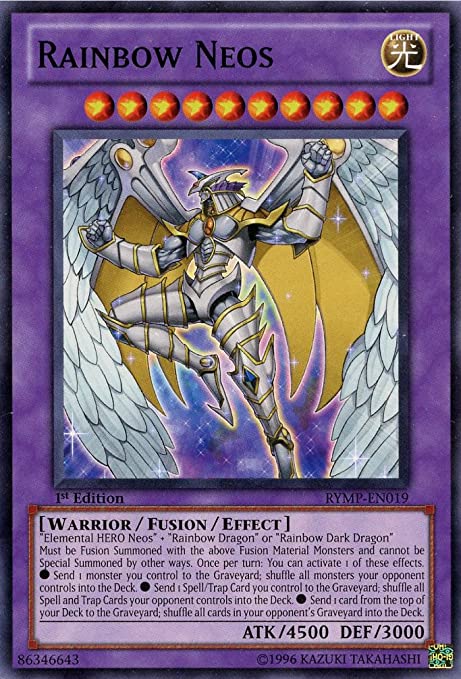 Rainbow Neos
LIGHT
光
1st Edition
RYMP-EN019
[Warrior / Fusion / Effect]
"Elemental HERO Neos" + "Rainbow Dragon" or "Rainbow Dark Dragon"
Must be Fusion Summoned with the above Fusion Material Monsters and cannot be
Special Summoned by other ways. Once per turn: You can activate 1 of these effects.
● Send 1 monster you control to the Graveyard; shuffle all monsters your opponent
controls into the Deck. ● Send 1 Spell/Trap Card you control to the Graveyard; shuffle all
Spell and Trap Cards your opponent controls into the Deck. ● Send 1 card from the top of
your Deck to the Graveyard; shuffle all cards in your opponent's Graveyard into the Deck.
ATK/4500 DEF/3000
86346643
©1996 KAZUKI TAKAHASHI